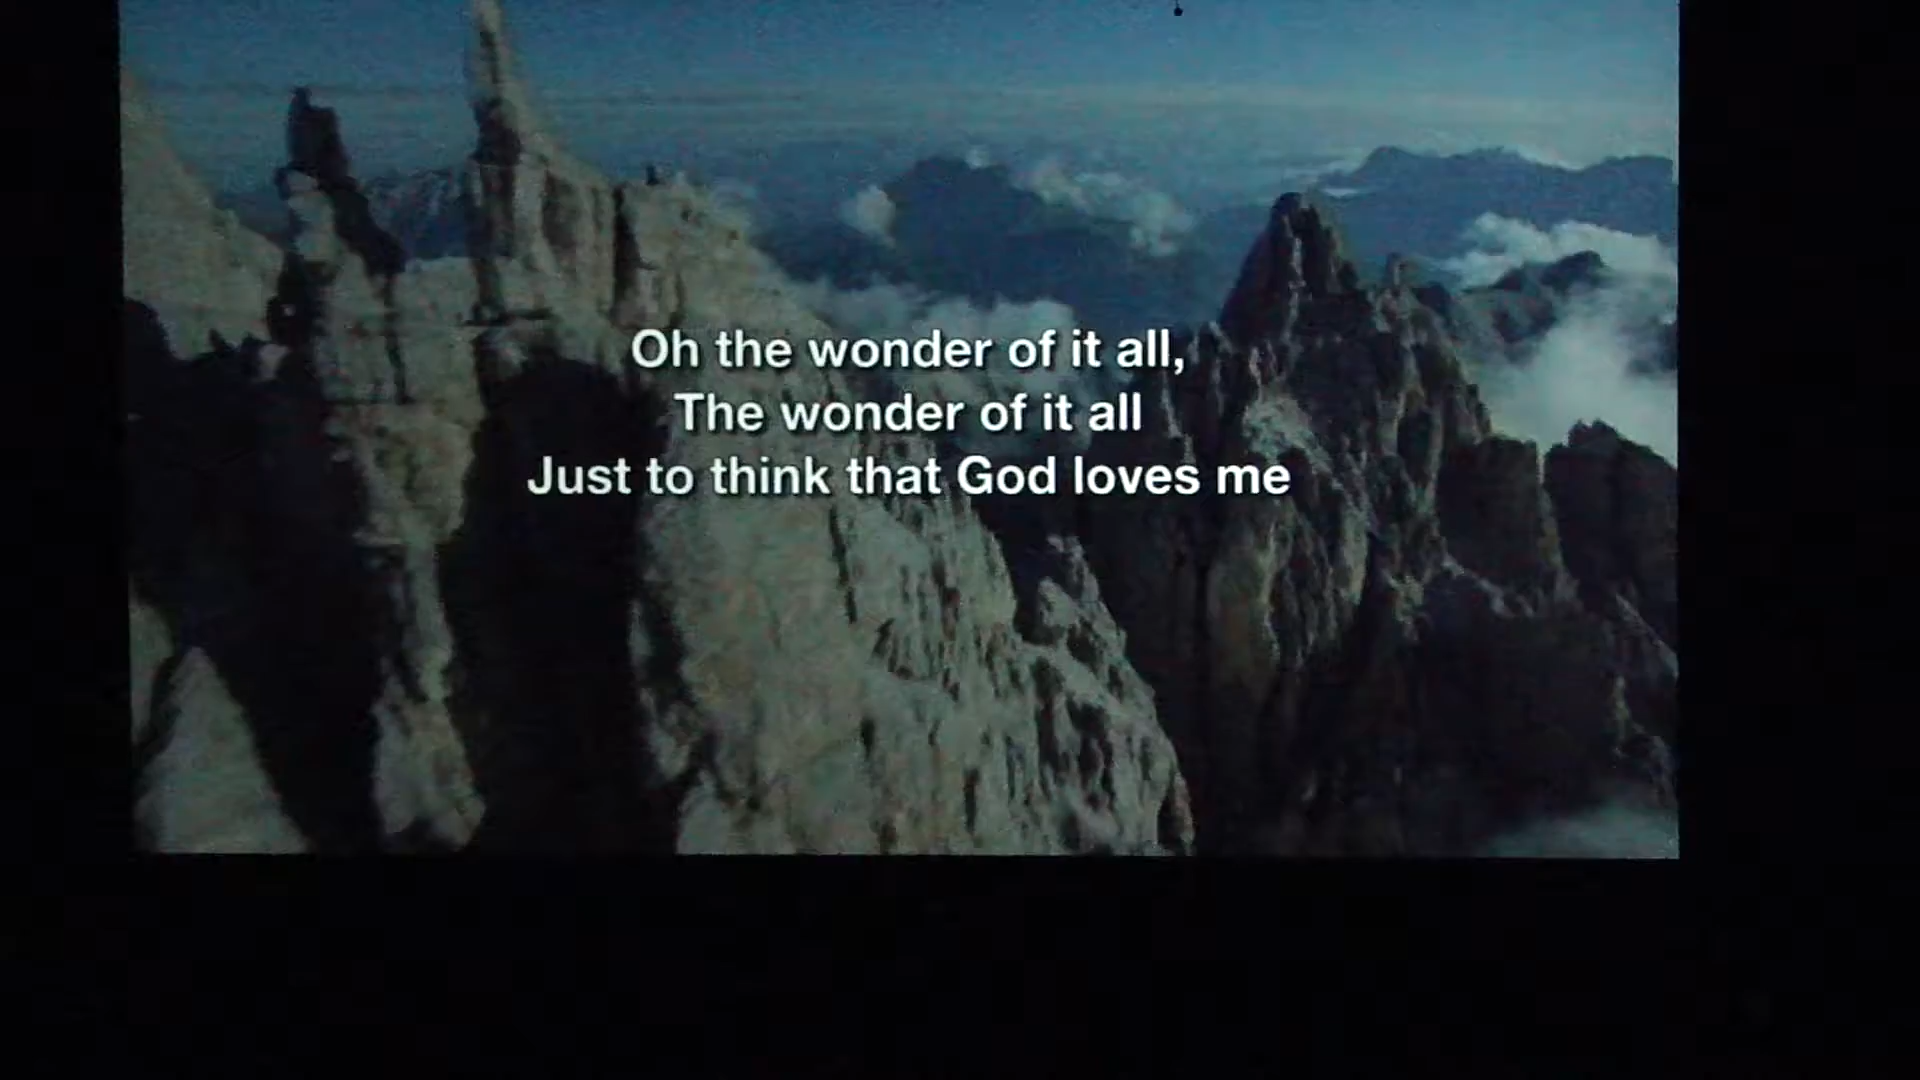 Oh the wonder of it all,
The wonder of it all
Just to think that God loves me